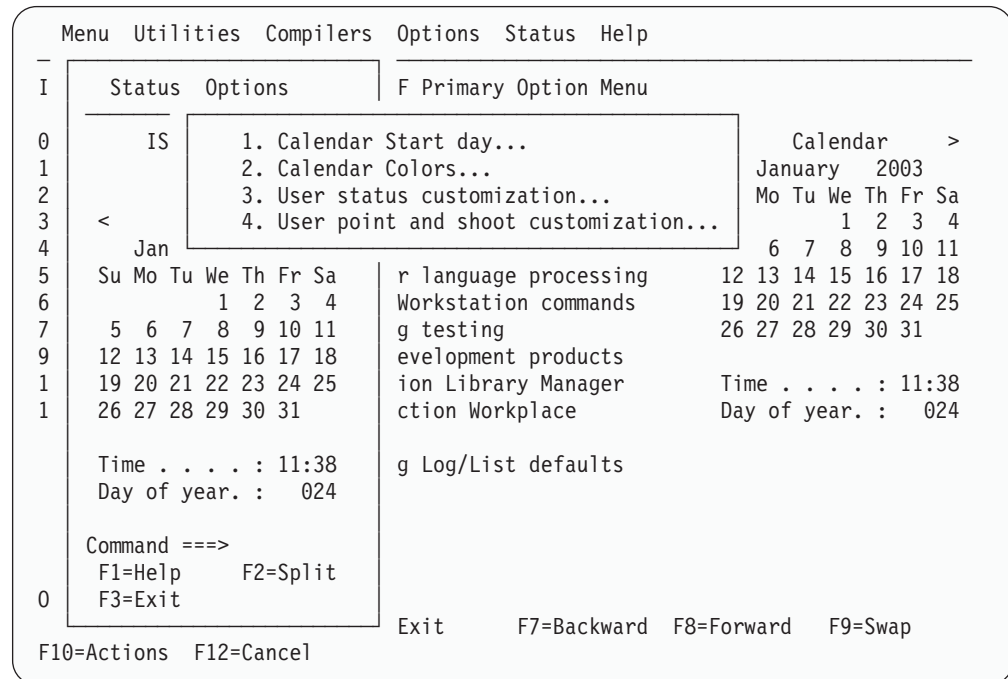 Menu Utilities Compilers Options Status Help
I Status Options F Primary Option Menu
0 IS 1. Calendar Start day... Calendar >
1 2. Calendar Colors... January 2003
2 3. User status customization... Mo Tu We Th Fr Sa
3 < 4. User point and shoot customization... 1 2 3 4
4 Jan 6 7 8 9 10 11
5 Su Mo Tu We Th Fr Sa r language processing 12 13 14 15 16 17 18
6 1 2 3 4 Workstation commands 19 20 21 22 23 24 25
7 5 6 7 8 9 10 11 g testing 26 27 28 29 30 31
9 12 13 14 15 16 17 18 evelopment products
1 19 20 21 22 23 24 25 ion Library Manager Time . . . . : 11:38
1 26 27 28 29 30 31 ction Workplace Day of year. : 024
Time . . . . : 11:38 g Log/List defaults
Day of year. : 024
Command ===>
F1=Help F2=Split
O F3=Exit
Exit F7=Backward F8=Forward F9=Swap
F10=Actions F12=Cancel